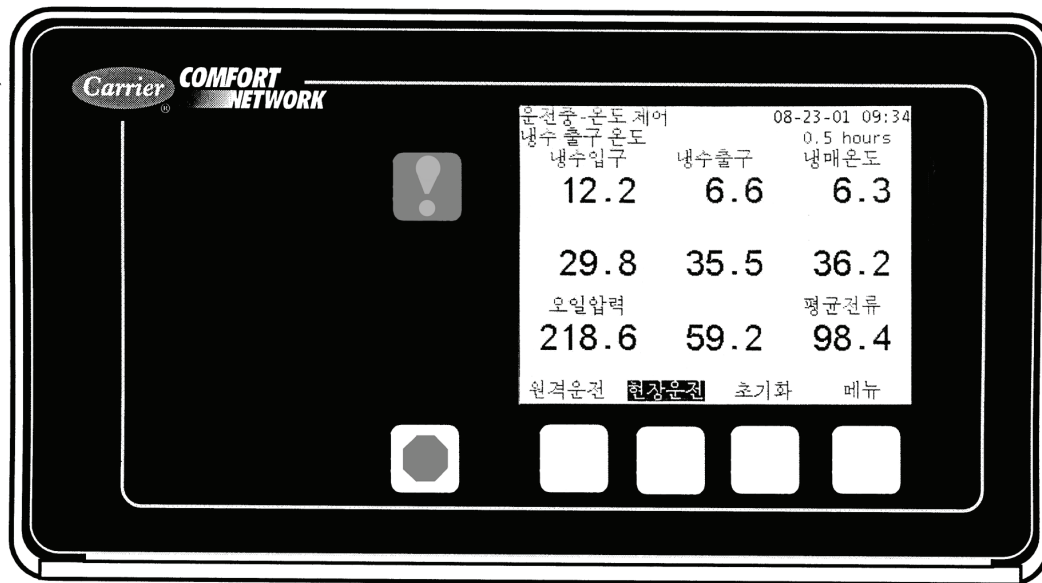 Carrier
®
COMFORT
NETWORK
운전중-온도 제어 08-23-01 09:34
냉수 출구 온도 0.5 hours
냉수입구 냉수출구 냉매온도
12.2 6.6 6.3
29.8 35.5 36.2
오일압력 평균전류
218.6 59.2 98.4
원격운전 현장운전 초기화 메뉴